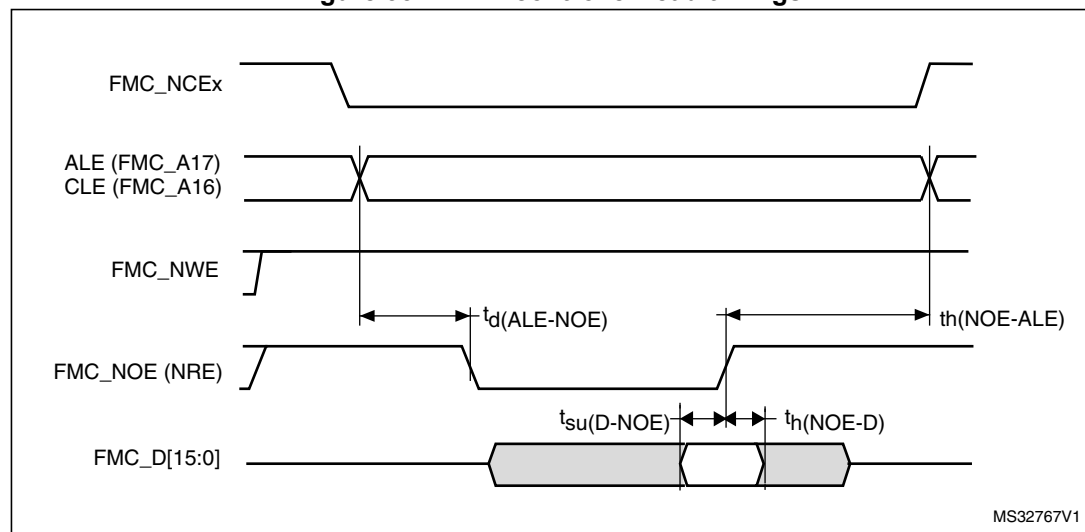 FMC_NCEx
ALE (FMC_A17)
CLE (FMC_A16)
FMC_NWE
td(ALE-NOE)
th(NOE-ALE)
FMC_NOE (NRE)
tsu(D-NOE)
th(NOE-D)
FMC_D[15:0]
MS32767V1